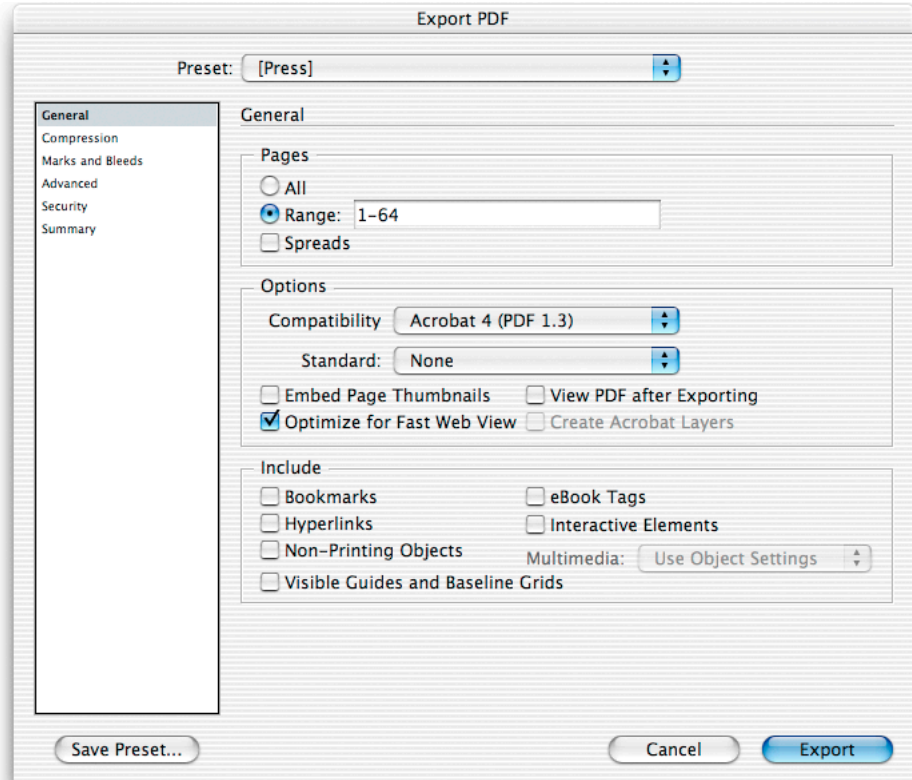 Export PDF
Preset: [Press]
General
Compression
Marks and Bleeds
Advanced
Security
Summary
General
Pages
All
Range: 1-64
Spreads
Options
Compatibility Acrobat 4 (PDF 1.3)
Standard: None
Embed Page Thumbnails View PDF after Exporting
Optimize for Fast Web View Create Acrobat Layers
Include
Bookmarks eBook Tags
Hyperlinks Interactive Elements
Non-Printing Objects Multimedia: Use Object Settings
Visible Guides and Baseline Grids
Save Preset... Cancel Export